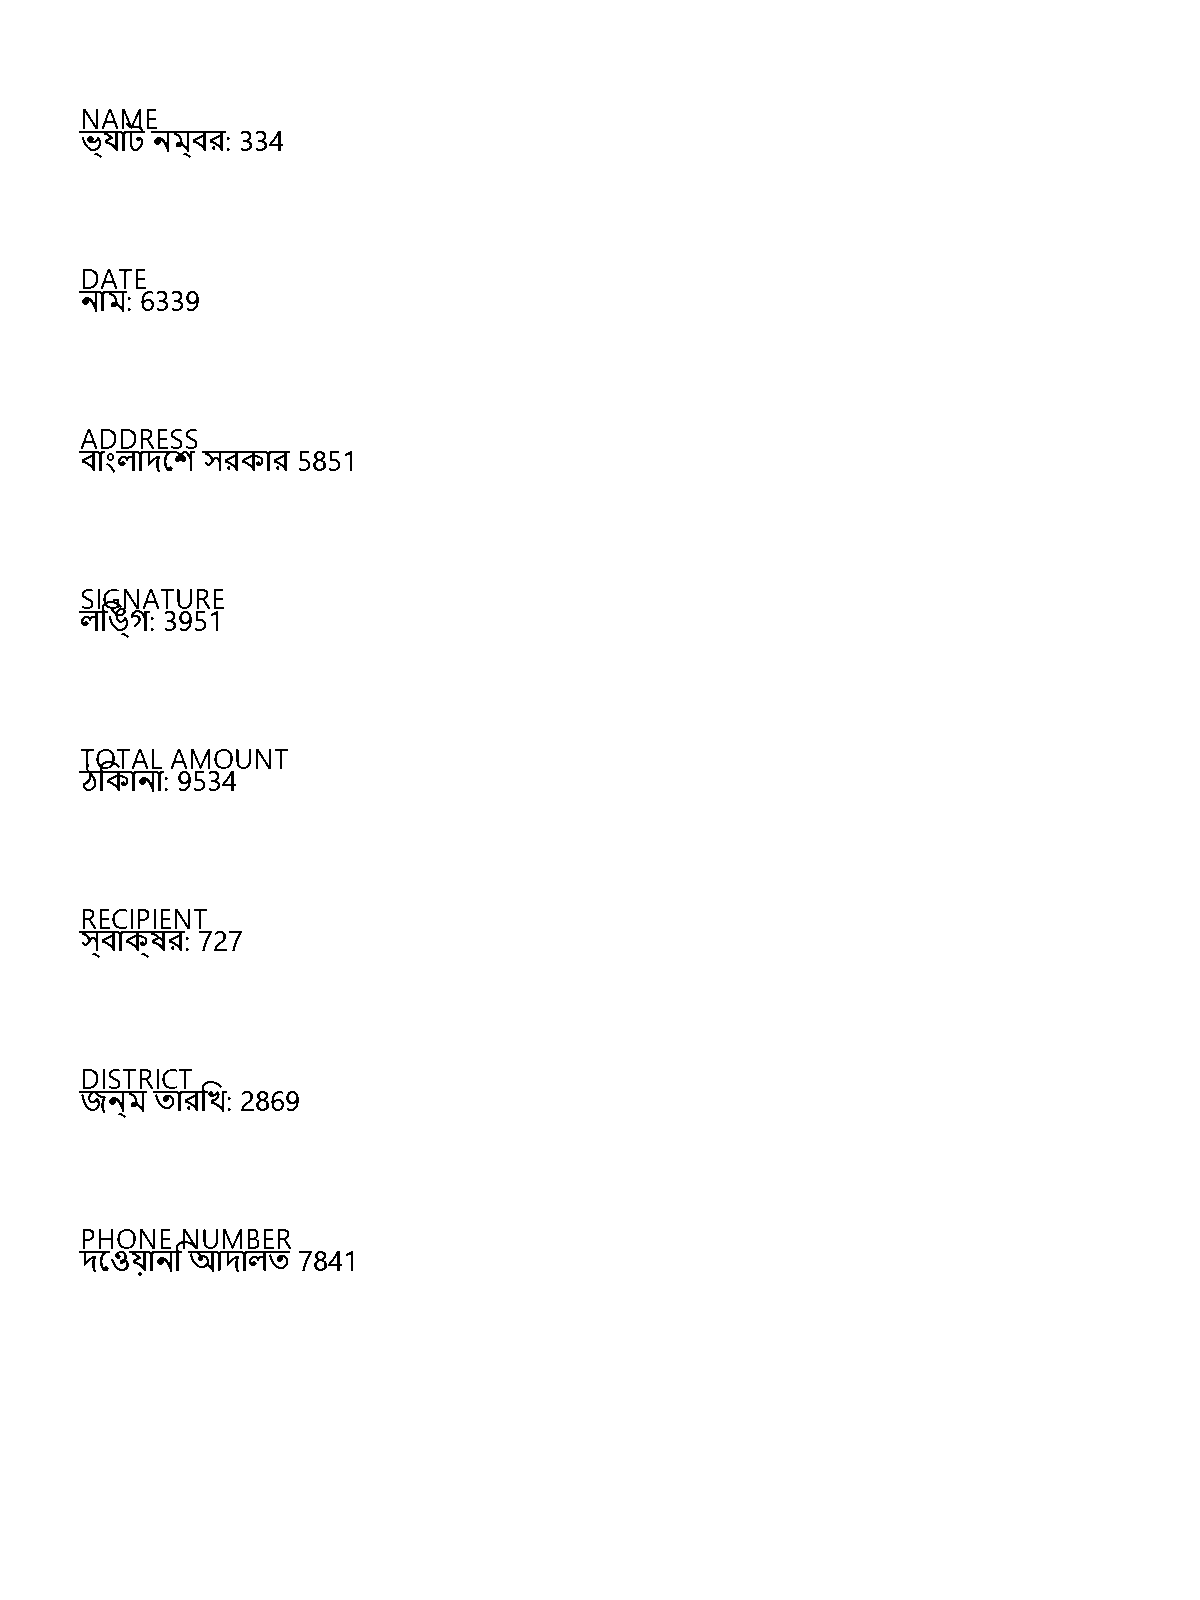 NAME
ভ্যাট নম্বর: 334
DATE
নাম: 6339
ADDRESS
বাংলাদেশ সরকার 5851
SIGNATURE
লিঙ্গ: 3951
TOTAL AMOUNT
ঠিকানা: 9534
RECIPIENT
স্বাক্ষর: 727
DISTRICT
জন্ম তারিখ: 2869
PHONE NUMBER
দেওয়ানি আদালত 7841